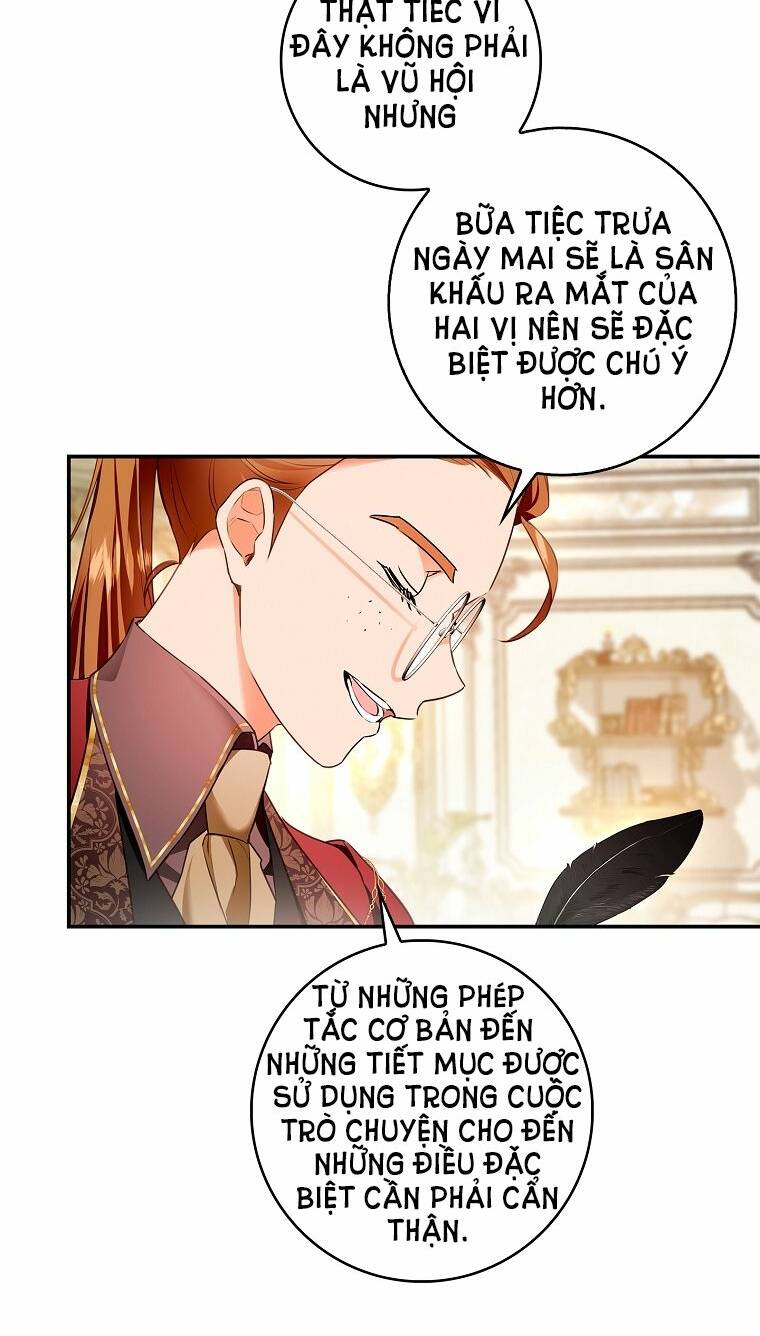 THẬT TIẾC VÌ
ĐÂY KHÔNG PHẢI
LÀ VŨ HỘI
NHƯNG
BỮA TIỆC TRƯA
NGÀY MAI SẼ LÀ SÂN
KHẤU RA MẮT CỦA
HAI VỊ NÊN SẼ ĐẶC
BIỆT ĐƯỢC CHÚ Ý
HƠN.
TỪ NHỮNG PHÉP
TẮC CƠ BẢN ĐẾN
NHỮNG TIẾT MỤC ĐƯỢC
SỬ DỤNG TRONG CUỘC
TRÒ CHUYỆN CHO ĐẾN
NHỮNG ĐIỀU ĐẶC
BIỆT CẦN PHẢI CẨN
THẬN.